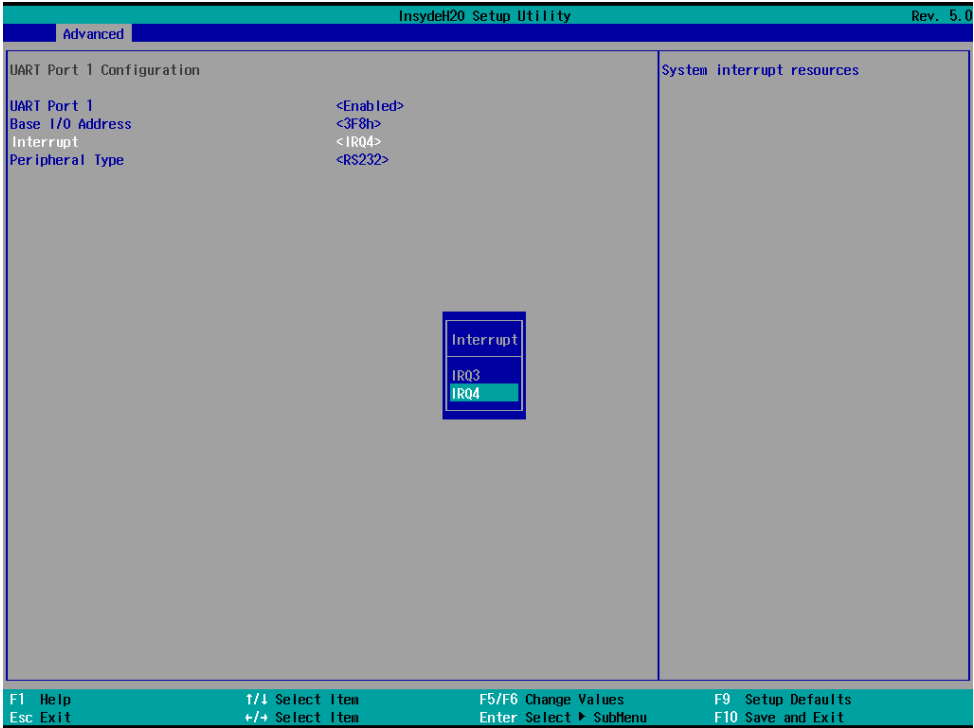 InsydeH20 Setup Utility Rev. 5.0
Advanced
UART Port 1 Configuration
System interrupt resources
UART Port 1 <Enabled>
Base I/O Address <3F8h>
Interrupt <IRQ4>
Peripheral Type <RS232>
Interrupt
IRQ3
IRQ4
F1 Help ↑/↓ Select Item F5/F6 Change Values F9 Setup Defaults
Esc Exit ←/→ Select Item Enter Select ▶ SubMenu F10 Save and Exit